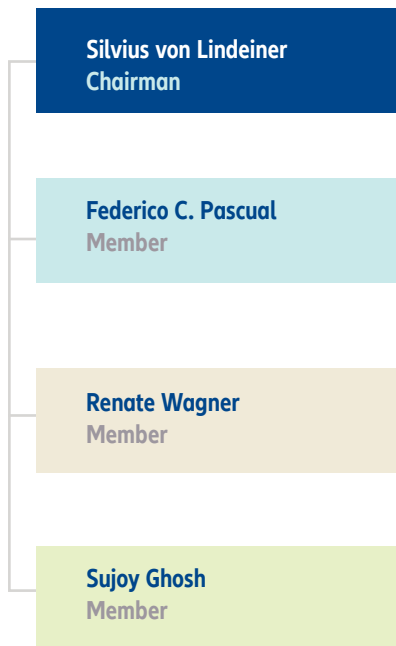 Silvius von Lindeiner
Chairman
Federico C. Pascual
Member
Renate Wagner
Member
Sujoy Ghosh
Member